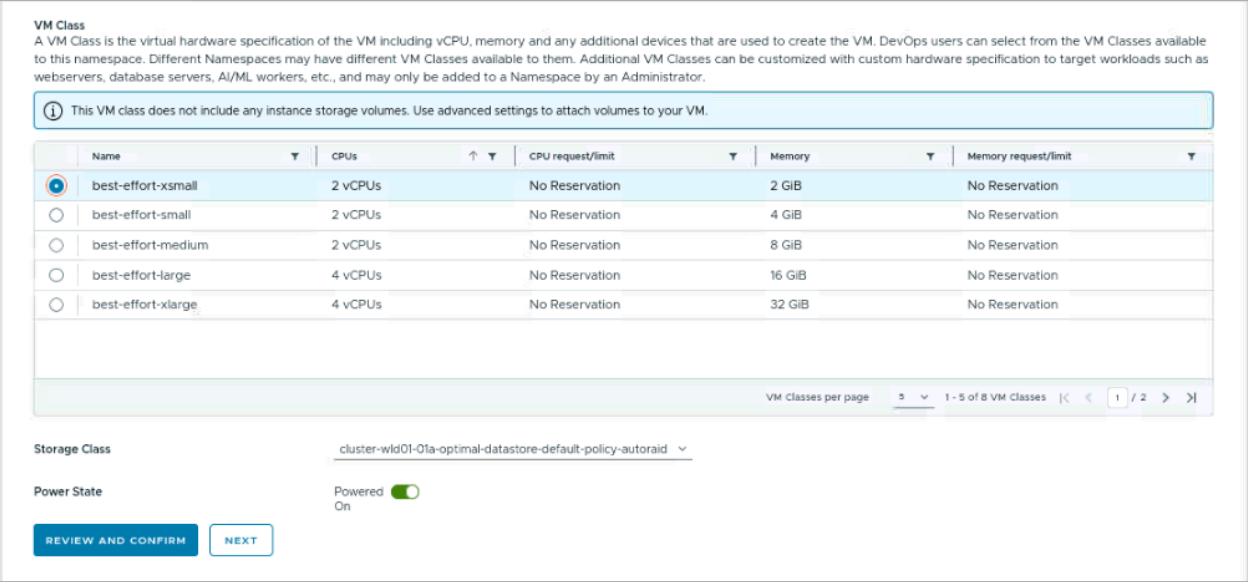 VM Class
A VM Class is the virtual hardware specification of the VM including vCPU, memory and any additional devices that are used to create the VM. DevOps users can select from the VM Classes available
to this namespace. Different Namespaces may have different VM Classes available to them. Additional VM Classes can be customized with custom hardware specification to target workloads such as
webservers, database servers, AI/ML workers, etc., and may only be added to a Namespace by an Administrator.
This VM class does not include any instance storage volumes. Use advanced settings to attach volumes to your VM.
Name CPUs CPU request/limit Memory Memory request/limit
best-effort-xsmall 2 vCPUs No Reservation 2 GiB No Reservation
best-effort-small 2 vCPUs No Reservation 4 GiB No Reservation
best-effort-medium 2 vCPUs No Reservation 8 GiB No Reservation
best-effort-large 4 vCPUs No Reservation 16 GiB No Reservation
best-effort-xlarge 4 vCPUs No Reservation 32 GiB No Reservation
VM Classes per page 5 1 - 5 of 8 VM Classes 1 / 2
Storage Class cluster-wld01-01a-optimal-datastore-default-policy-autoraid
Power State Powered
On
REVIEW AND CONFIRM NEXT